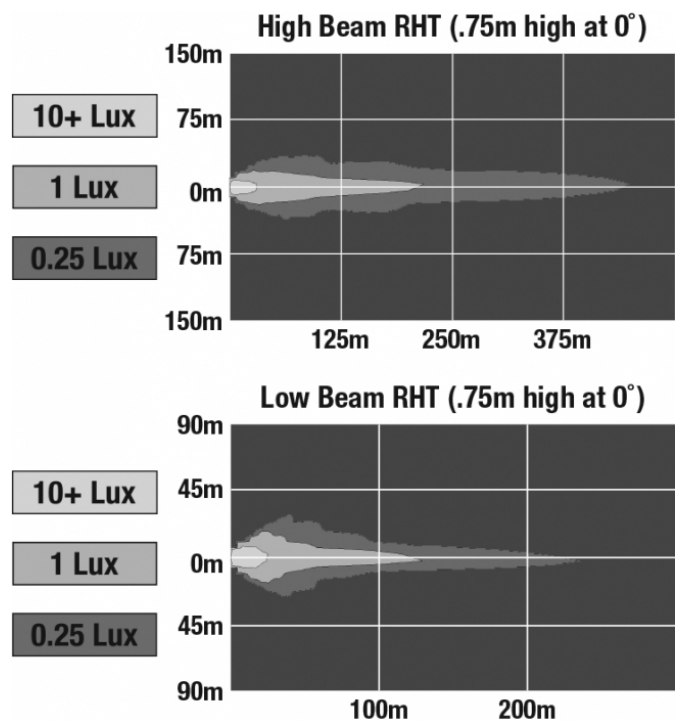 High Beam RHT (.75m high at 0°)
150m
10+ Lux
75m
1 Lux
0m
0.25 Lux
75m
150m
125m 250m 375m
Low Beam RHT (.75m high at 0°)
90m
10+ Lux
45m
1 Lux
0m
0.25 Lux
45m
90m
100m 200m